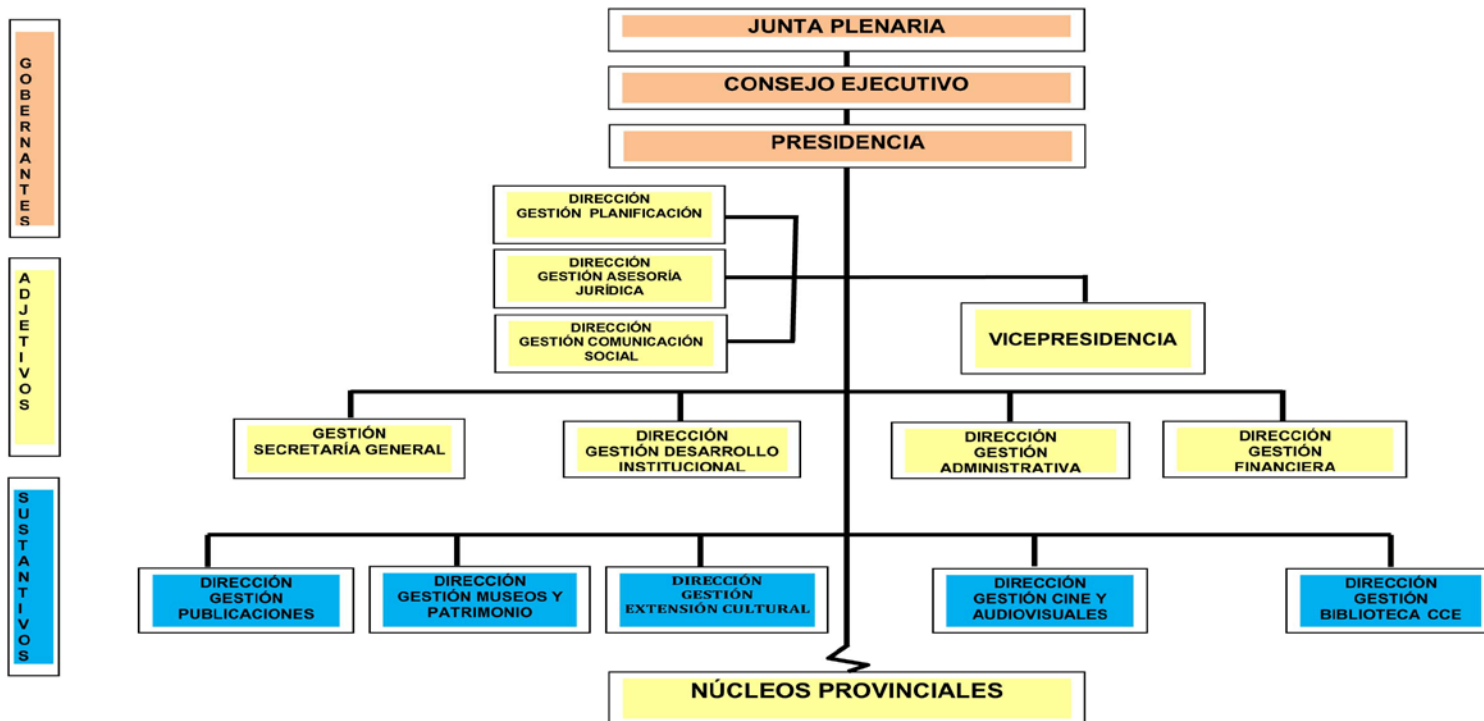 GOBERNANTES
JUNTA PLENARIA
CONSEJO EJECUTIVO
PRESIDENCIA
ADJETIVOS
DIRECCIÓN
GESTIÓN PLANIFICACIÓN
DIRECCIÓN
GESTIÓN ASESORÍA
JURÍDICA
DIRECCIÓN
GESTIÓN COMUNICACIÓN
SOCIAL
VICEPRESIDENCIA
GESTIÓN
SECRETARÍA GENERAL
DIRECCIÓN
GESTIÓN DESARROLLO
INSTITUCIONAL
DIRECCIÓN
GESTIÓN
ADMINISTRATIVA
DIRECCIÓN
GESTIÓN
FINANCIERA
SUSTANTIVOS
DIRECCIÓN
GESTIÓN
PUBLICACIONES
DIRECCIÓN
GESTIÓN MUSEOS Y
PATRIMONIO
DIRECCIÓN
GESTIÓN
EXTENSIÓN CULTURAL
DIRECCIÓN
GESTIÓN CINE Y
AUDIOVISUALES
DIRECCIÓN
GESTIÓN
BIBLIOTECA CCE
NÚCLEOS PROVINCIALES